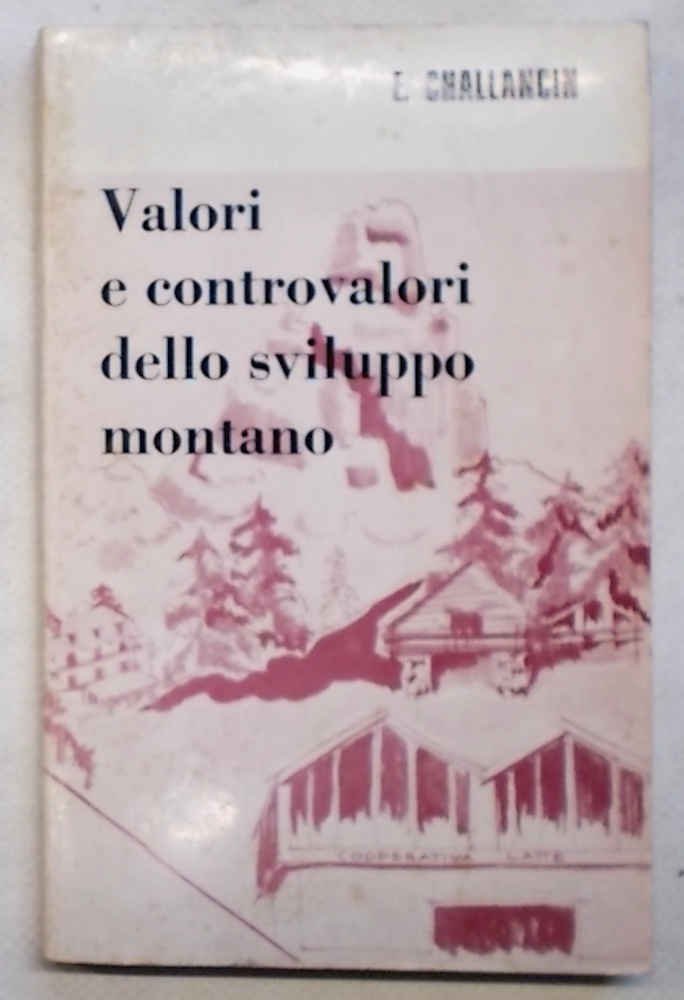 E. CHALLANCIN
Valori
e controvalori
dello sviluppo
montano
COOPERATIVA LATTE